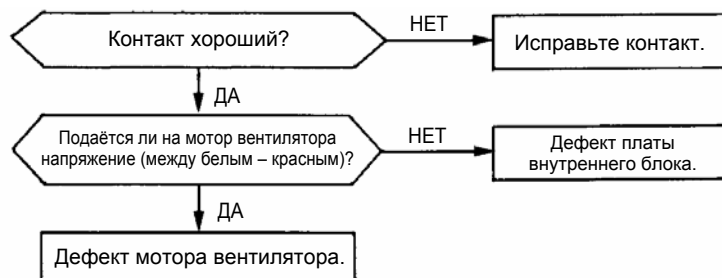 Контакт хороший?
НЕТ
Исправьте контакт.
ДА
Подаётся ли на мотор вентилятора
напряжение (между белым – красным)?
НЕТ
Дефект платы
внутреннего блока.
ДА
Дефект мотора вентилятора.